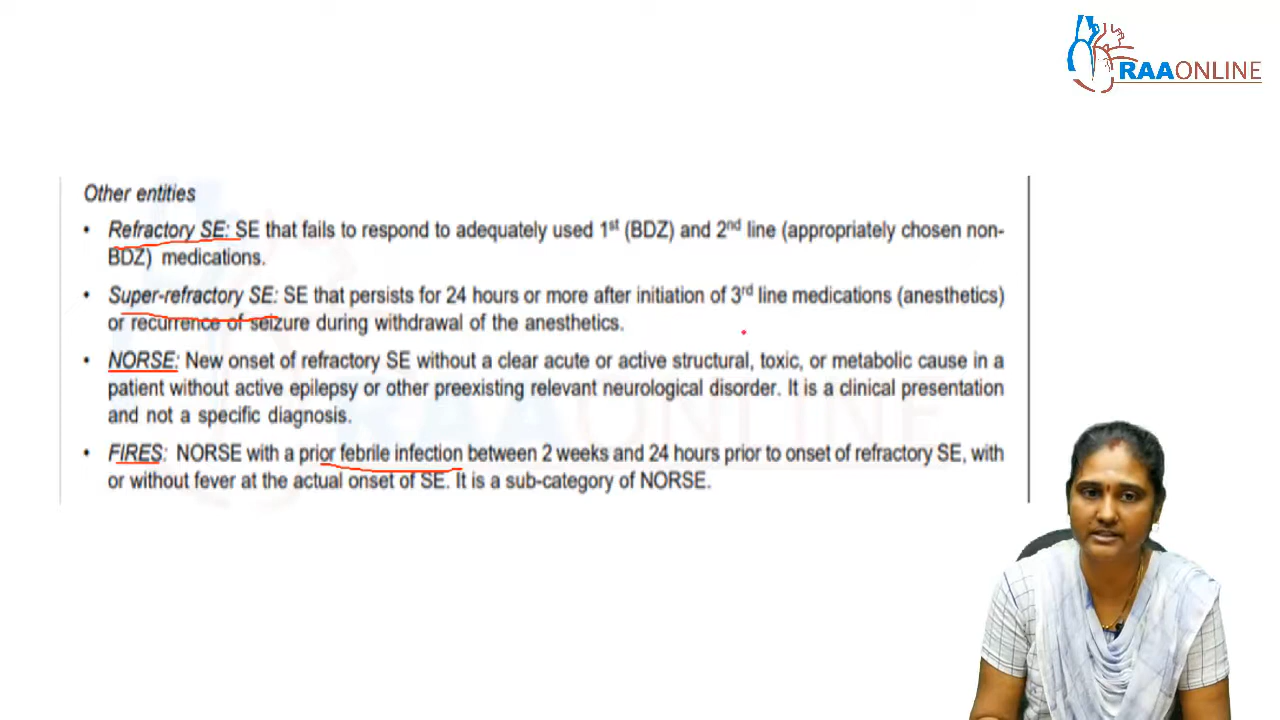 RAAONLINE
Other entities
• Refractory SE: SE that fails to respond to adequately used 1st (BDZ) and 2nd line (appropriately chosen non-
BDZ) medications.
• Super-refractory SE: SE that persists for 24 hours or more after initiation of 3rd line medications (anesthetics)
or recurrence of seizure during withdrawal of the anesthetics.
• NORSE: New onset of refractory SE without a clear acute or active structural, toxic, or metabolic cause in a
patient without active epilepsy or other preexisting relevant neurological disorder. It is a clinical presentation
and not a specific diagnosis.
• FIRES: NORSE with a prior febrile infection between 2 weeks and 24 hours prior to onset of refractory SE, with
or without fever at the actual onset of SE. It is a sub-category of NORSE.